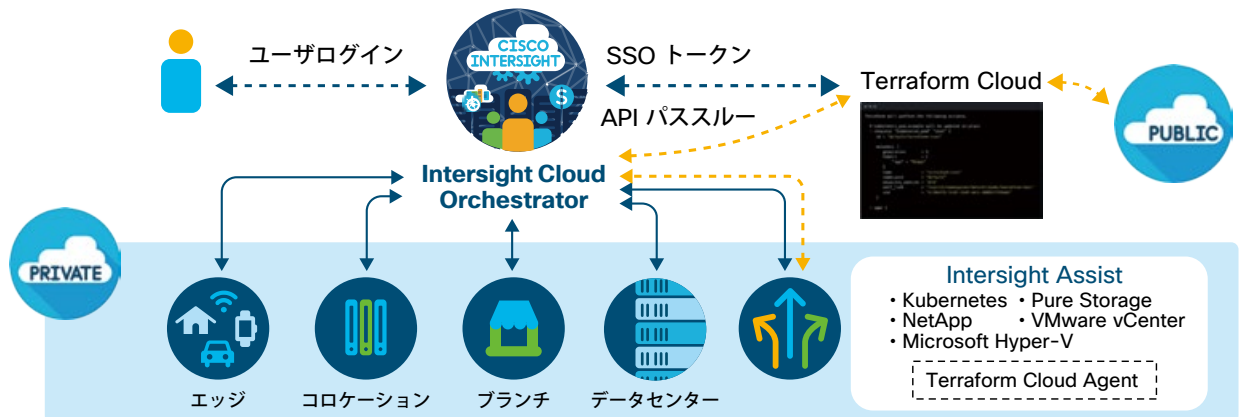 ユーザログイン
CISCO
INTERSIGHT
SSO トークン
API パススルー
Terraform Cloud
PUBLIC
Intersight Cloud
Orchestrator
PRIVATE
エッジ
コロケーション
ブランチ
データセンター
Intersight Assist
・Kubernetes ・Pure Storage
・NetApp ・VMware vCenter
・Microsoft Hyper-V
Terraform Cloud Agent